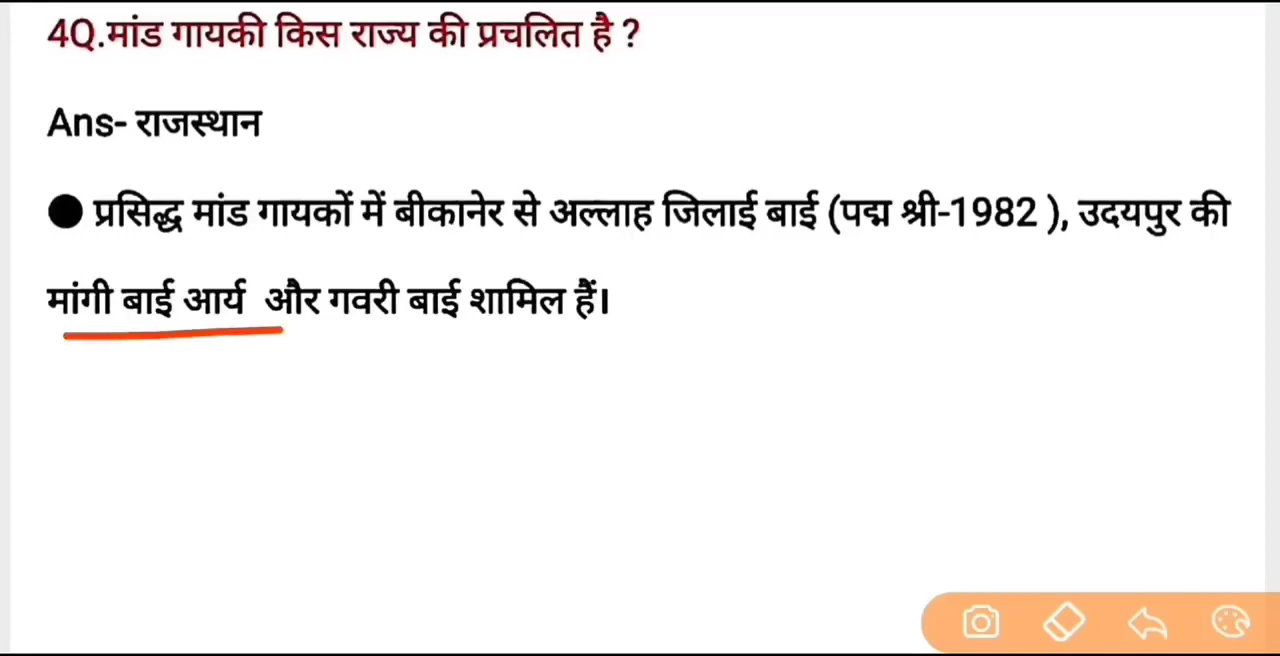 4Q.मांड गायकी किस राज्य की प्रचलित है ?
Ans- राजस्थान
● प्रसिद्ध मांड गायकों में बीकानेर से अल्लाह जिलाई बाई (पद्म श्री-1982 ), उदयपुर की
मांगी बाई आर्य और गवरी बाई शामिल हैं।